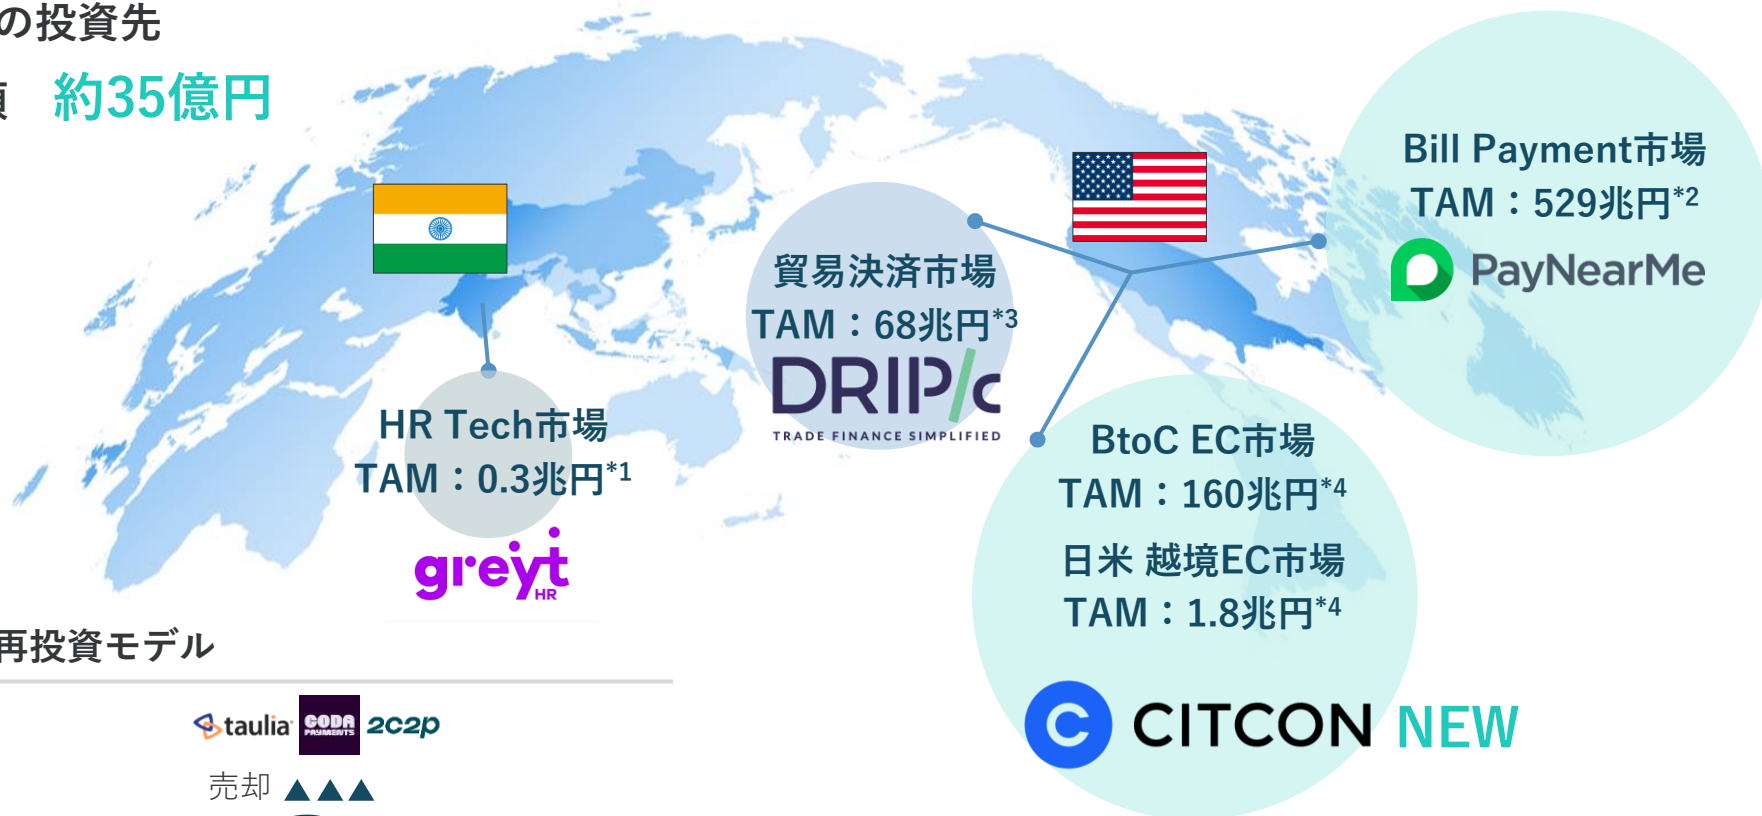 の投資先
額 約35億円
Bill Payment市場
TAM：529兆円*2
PayNearMe
貿易決済市場
TAM：68兆円*3
DRIP/c
TRADE FINANCE SIMPLIFIED
HR Tech市場
TAM：0.3兆円*1
greyt
HR
BtoC EC市場
TAM：160兆円*4
日米 越境EC市場
TAM：1.8兆円*4
C CITCON NEW
再投資モデル
taulia CODA PAYMENTS 2C2P
売却 ▲▲▲